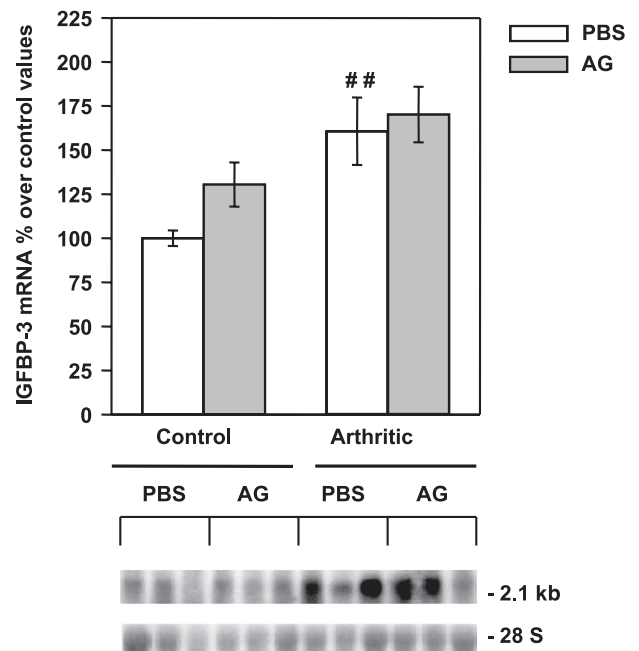 IGFBP-3 mRNA % over control values
225
200
175
150
125
100
75
50
25
0
##
PBS
AG
Control Arthritic
PBS AG PBS AG
- 2.1 kb
- 28 S